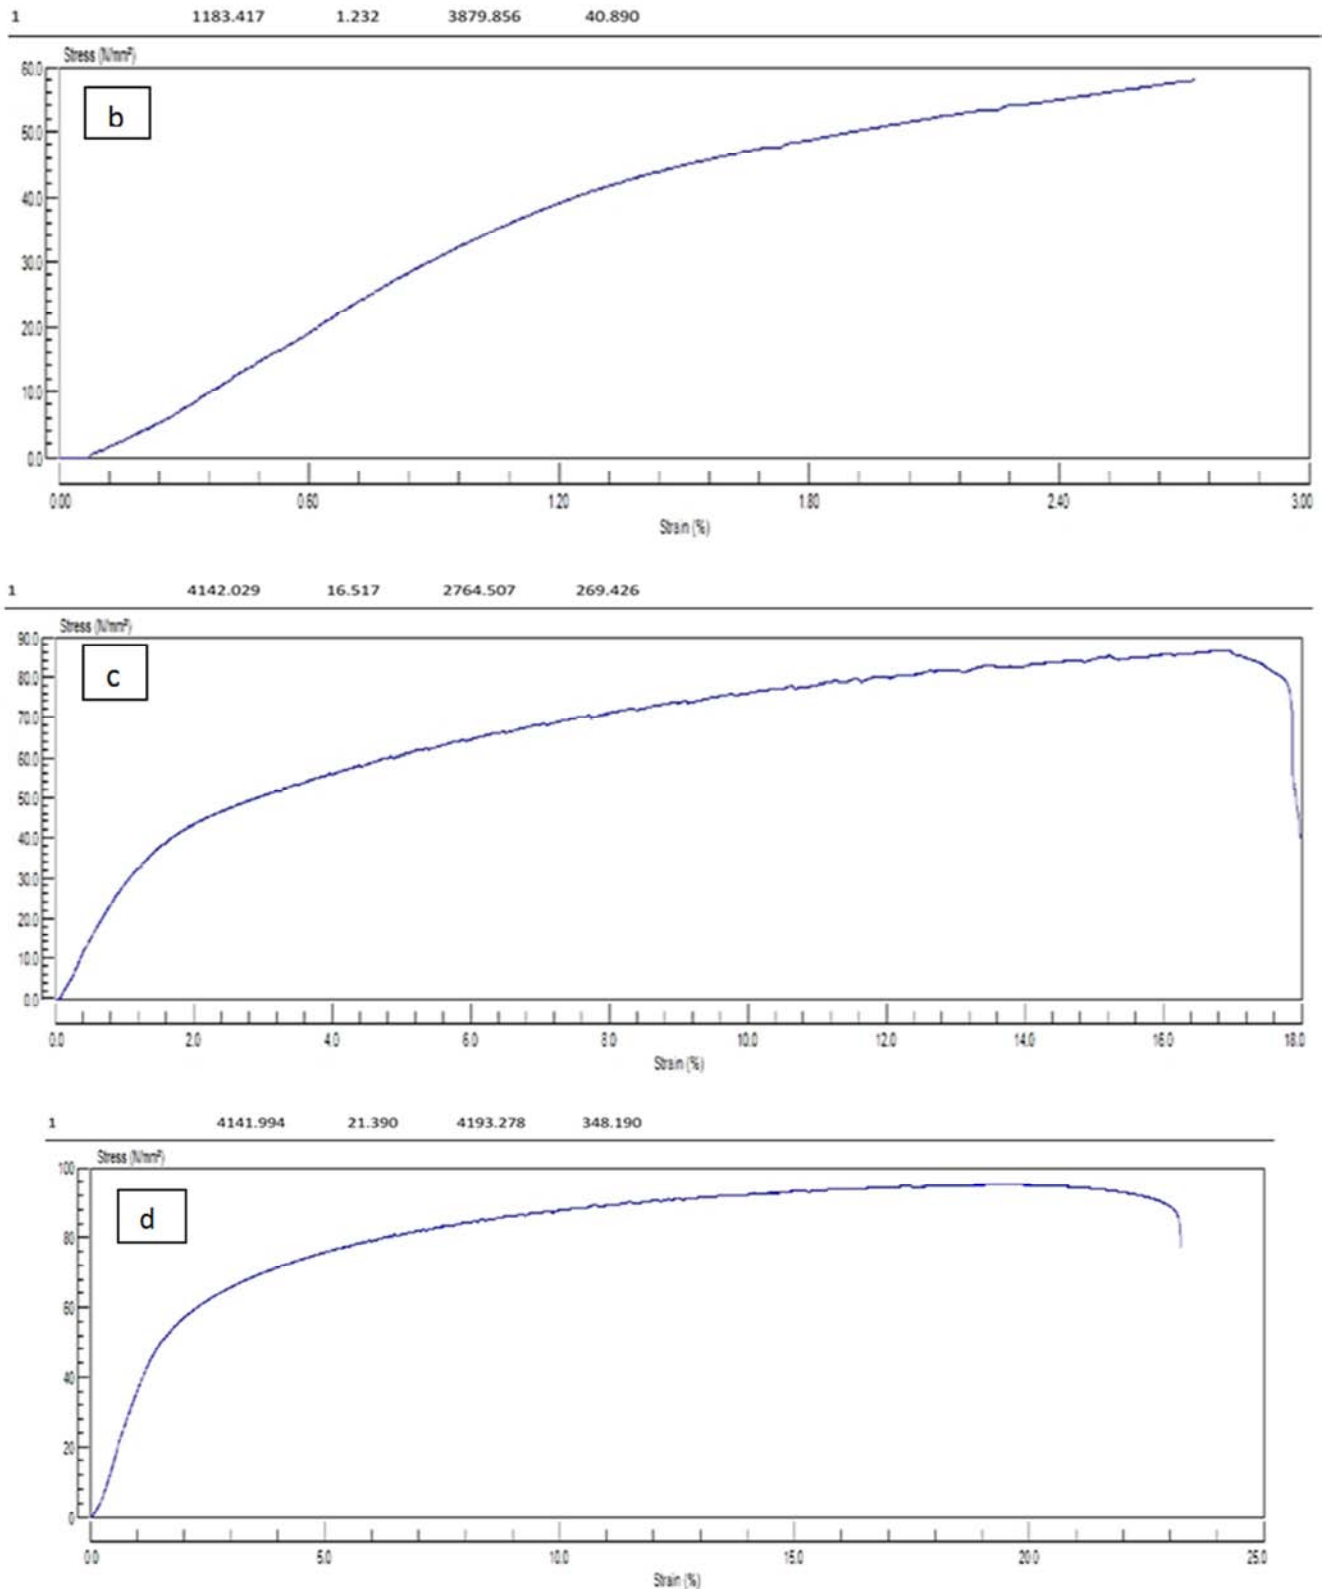 1 1183.417 1.232 3879.856 40.890
Stress (N/mm²)
60.0
b
50.0
40.0
30.0
20.0
10.0
0.0
0.00 0.60 1.20 1.80 2.40 3.00
Strain (%)
1 4142.029 16.517 2764.507 269.426
Stress (N/mm²)
90.0
c
80.0
70.0
60.0
50.0
40.0
30.0
20.0
10.0
0.0
0.0 2.0 4.0 6.0 8.0 10.0 12.0 14.0 16.0 18.0
Strain (%)
1 4141.994 21.390 4193.278 348.190
Stress (N/mm²)
100
d
80
60
40
20
0
0.0 5.0 10.0 15.0 20.0 25.0
Strain (%)